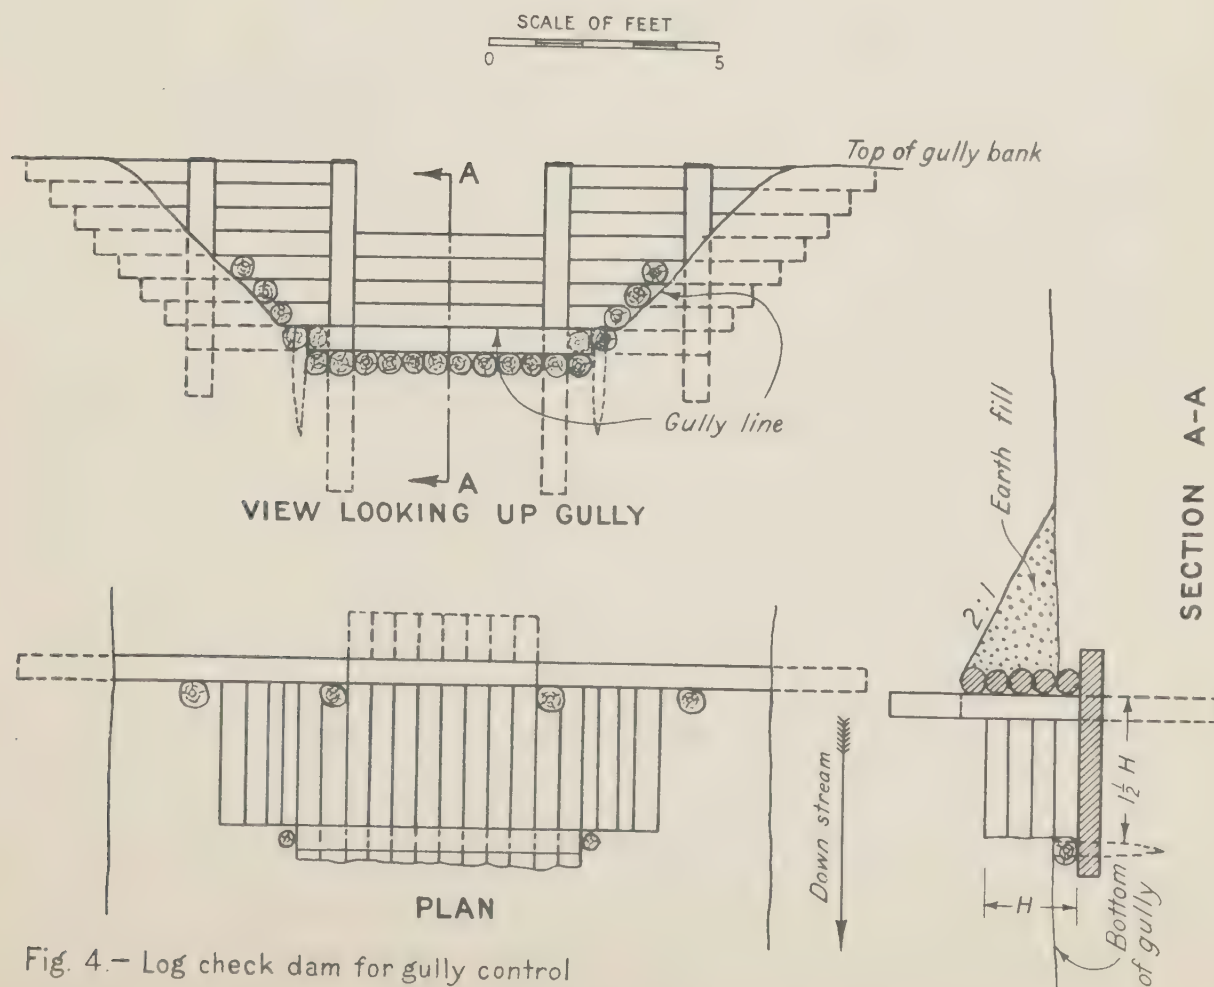 SCALE OF FEET
0 5
Top of gully bank
A
A
Gully line
VIEW LOOKING UP GULLY
Earth fill
2:1
SECTION A-A
1½ H
H
Bottom
of gully
Down stream
PLAN
Fig. 4.— Log check dam for gully control